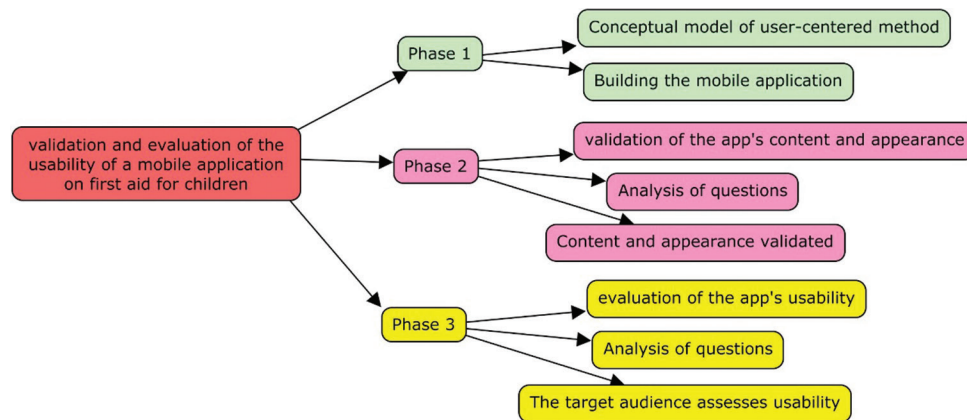 validation and evaluation of the
usability of a mobile application
on first aid for children
Phase 1
Conceptual model of user-centered method
Building the mobile application
Phase 2
validation of the app's content and appearance
Analysis of questions
Content and appearance validated
Phase 3
evaluation of the app's usability
Analysis of questions
The target audience assesses usability